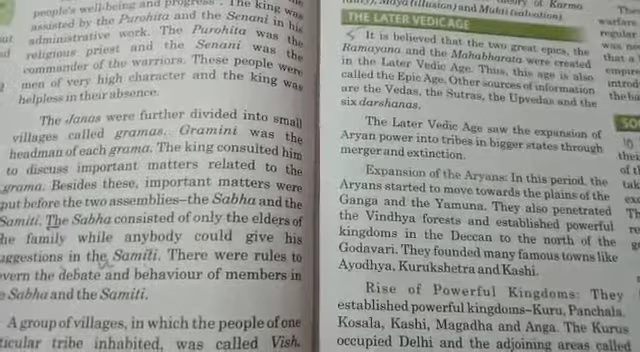 people's well-being and progress . The king was
assisted by the Purohita and the Senani in his
administrative work. The Purohita was the
religious priest and the Senani was the
commander of the warriors. These people were
men of very high character and the king was
helpless in their absence.
The Janas were further divided into small
villages called gramas. Gramini was the
headman of each grama. The king consulted him
to discuss important matters related to the
grama. Besides these, important matters were
put before the two assemblies–the Sabha and the
Samiti. The Sabha consisted of only the elders of
the family while anybody could give his
suggestions in the Samiti. There were rules to
govern the debate and behaviour of members in
Sabha and the Samiti.
A group of villages, in which the people of one
tribe inhabited, was called Vish.
of Karma
Maya (illusion) and Mukti (salvation)
THE LATER VEDIC AGE
It is believed that the two great epics, the
Ramayana and the Mahabharata were created
in the Later Vedic Age. Thus, this age is also
called the Epic Age. Other sources of information
are the Vedas, the Sutras, the Upvedas and the
six darshanas.
The Later Vedic Age saw the expansion of
Aryan power into tribes in bigger states through
merger and extinction.
Expansion of the Aryans: In this period, the
Aryans started to move towards the plains of the
Ganga and the Yamuna. They also penetrated
the Vindhya forests and established powerful
kingdoms in the Deccan to the north of the
Godavari. They founded many famous towns like
Ayodhya, Kurukshetra and Kashi.
Rise of Powerful Kingdoms: They
established powerful kingdoms–Kuru, Panchala,
Kosala, Kashi, Magadha and Anga. The Kurus
occupied Delhi and the adjoining areas called
warfare
regular
was
that a
introd
the